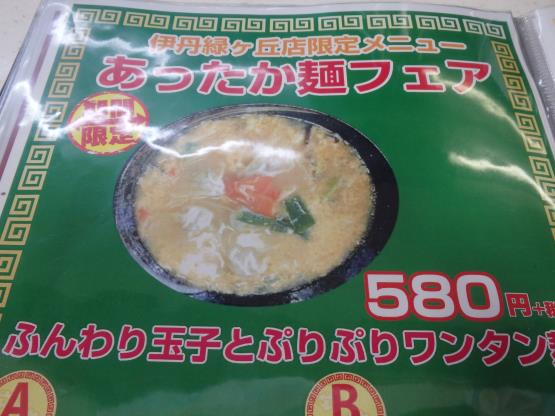 伊丹緑ヶ丘店限定メニュー
あったか麺フェア
期間
限定
580円+税
ふんわり玉子とぷりぷりワンタン麺
A
B